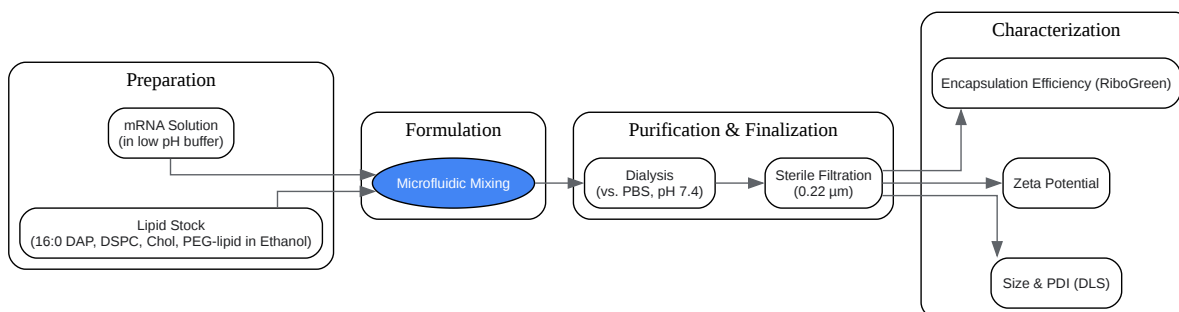 Preparation
mRNA Solution
(in low pH buffer)
Lipid Stock
(16:0 DAP, DSPC, Chol, PEG-lipid in Ethanol)
Formulation
Microfluidic Mixing
Purification & Finalization
Dialysis
(vs. PBS, pH 7.4)
Sterile Filtration
(0.22 µm)
Characterization
Encapsulation Efficiency (RiboGreen)
Zeta Potential
Size & PDI (DLS)